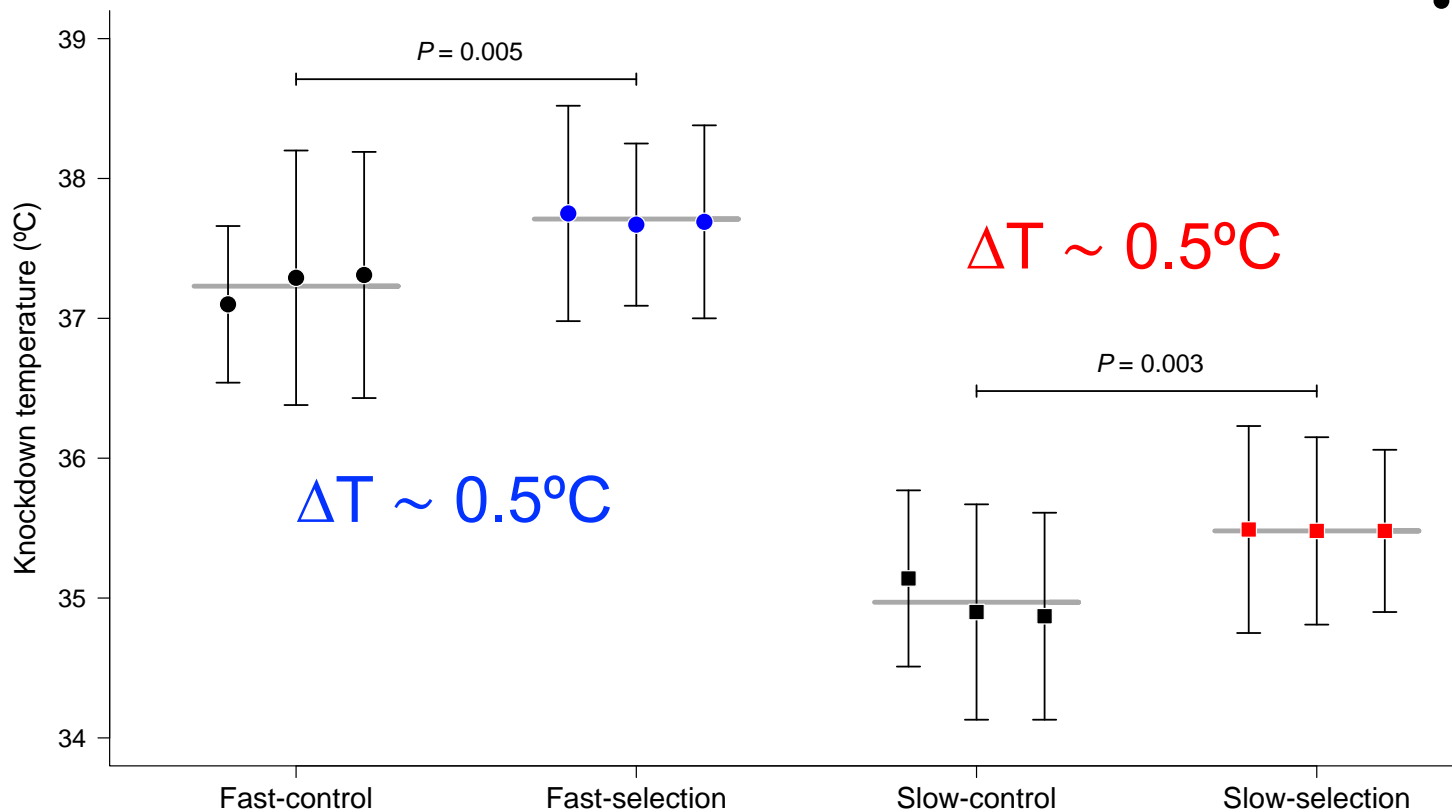 39
38
37
36
35
34
Knockdown temperature (ºC)
P = 0.005
ΔT ~ 0.5ºC
ΔT ~ 0.5ºC
P = 0.003
Fast-control
Fast-selection
Slow-control
Slow-selection